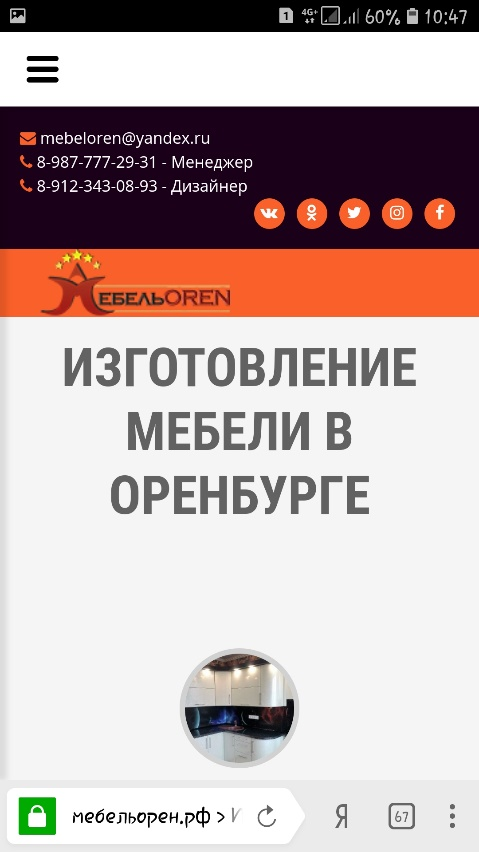 1 4G+ 60% 10:47
mebeloren@yandex.ru
8-987-777-29-31 - Менеджер
8-912-343-08-93 - Дизайнер
МЕБЕЛЬOREN
ИЗГОТОВЛЕНИЕ
МЕБЕЛИ В
ОРЕНБУРГЕ
мебельорен.рф > И Я 67